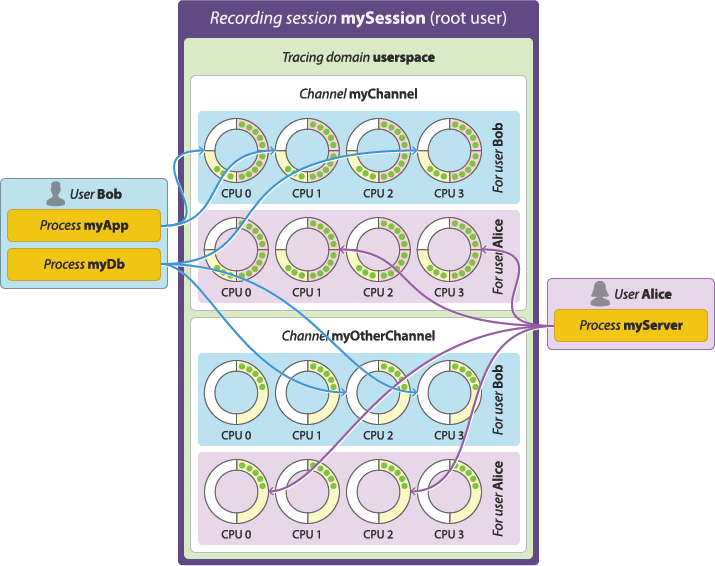 Recording session mySession (root user)
Tracing domain userspace
Channel myChannel
CPU 0 CPU 1 CPU 2 CPU 3
For user Bob
CPU 0 CPU 1 CPU 2 CPU 3
For user Alice
User Bob
Process myApp
Process myDb
User Alice
Process myServer
Channel myOtherChannel
CPU 0 CPU 1 CPU 2 CPU 3
For user Bob
CPU 0 CPU 1 CPU 2 CPU 3
For user Alice